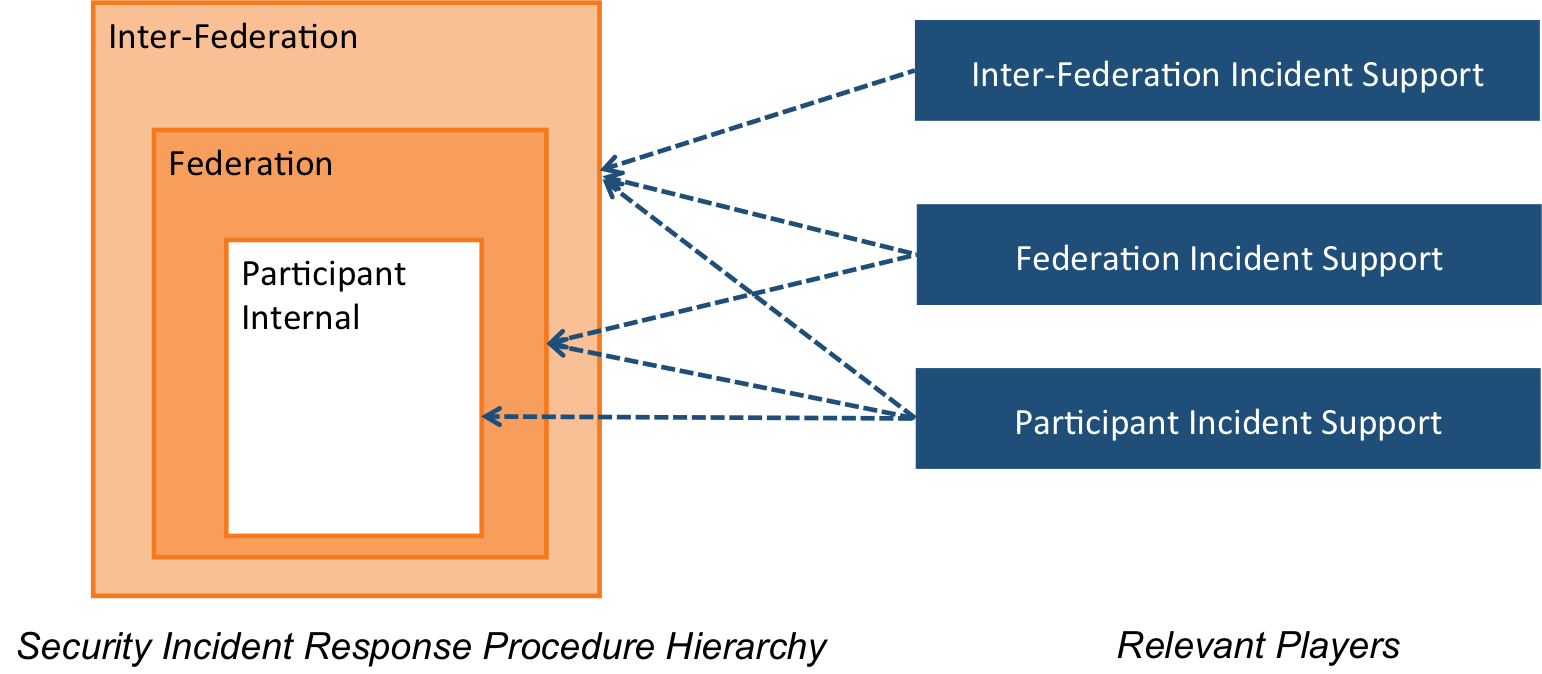 Inter-Federation
Federation
Participant
Internal
Inter-Federation Incident Support
Federation Incident Support
Participant Incident Support
Security Incident Response Procedure Hierarchy
Relevant Players